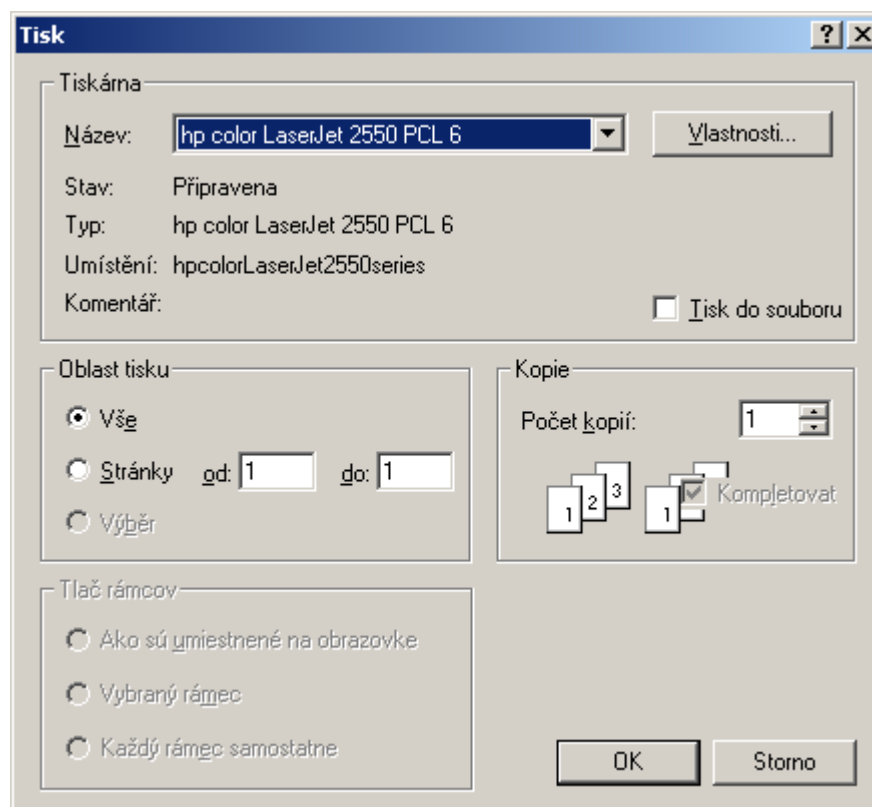 Tisk
Tiskárna
Název: hp color LaserJet 2550 PCL 6 Vlastnosti...
Stav: Připravena
Typ: hp color LaserJet 2550 PCL 6
Umístění: hpcolorLaserJet2550series
Komentář:
Tisk do souboru
Oblast tisku
Vše
Stránky od: 1 do: 1
Výběr
Kopie
Počet kopií: 1
1 2 3 1 Kompletovat
Tlač rámcov
Ako sú umiestnené na obrazovke
Vybraný rámec
Každý rámec samostatne
OK Storno